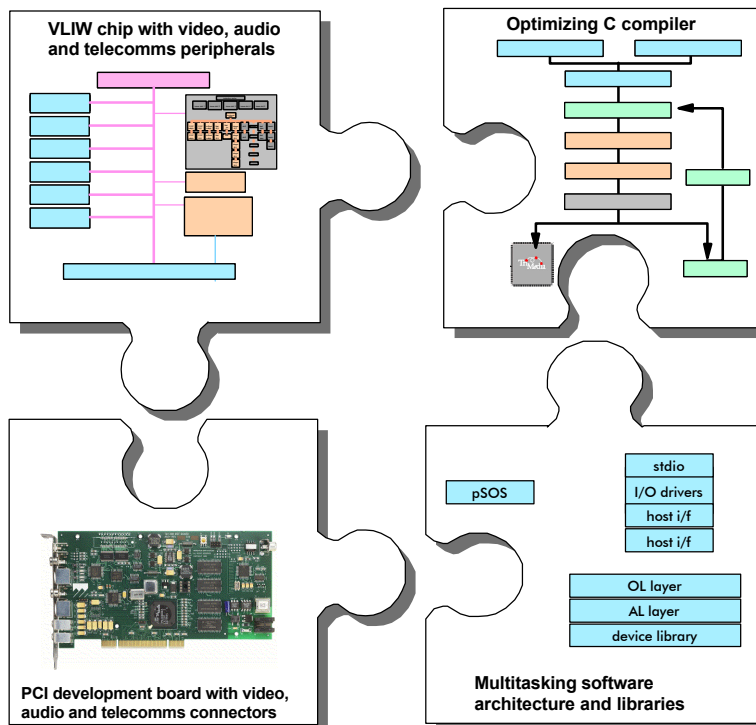 VLIW chip with video, audio
and telecomms peripherals
Optimizing C compiler
TriMedia
pSOS
stdio
I/O drivers
host i/f
host i/f
OL layer
AL layer
device library
PCI development board with video,
audio and telecomms connectors
Multitasking software
architecture and libraries